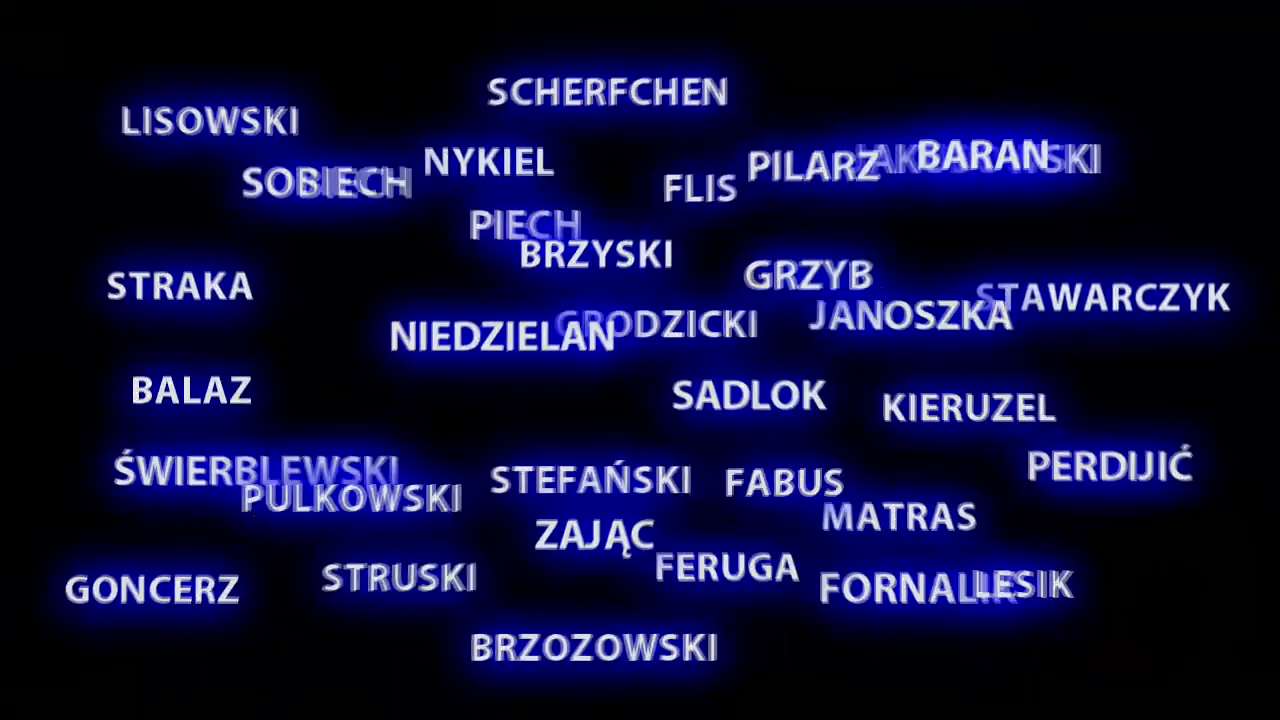 SCHERFCHEN
LISOWSKI
NYKIEL
BARAN
PILARZ
SOBIECH
FLIS
PIECH
BRZYSKI
GRZYB
STRAKA
STAWARCZYK
JANOSZKA
GRODZICKI
NIEDZIELAN
BALAZ
SADLOK
KIERUZEL
PERDIJIĆ
ŚWIERBLEWSKI
STEFAŃSKI
FABUS
PULKOWSKI
MATRAS
ZAJĄC
FERUGA
STRUSKI
LESIK
FORNALIK
GONCERZ
BRZOZOWSKI